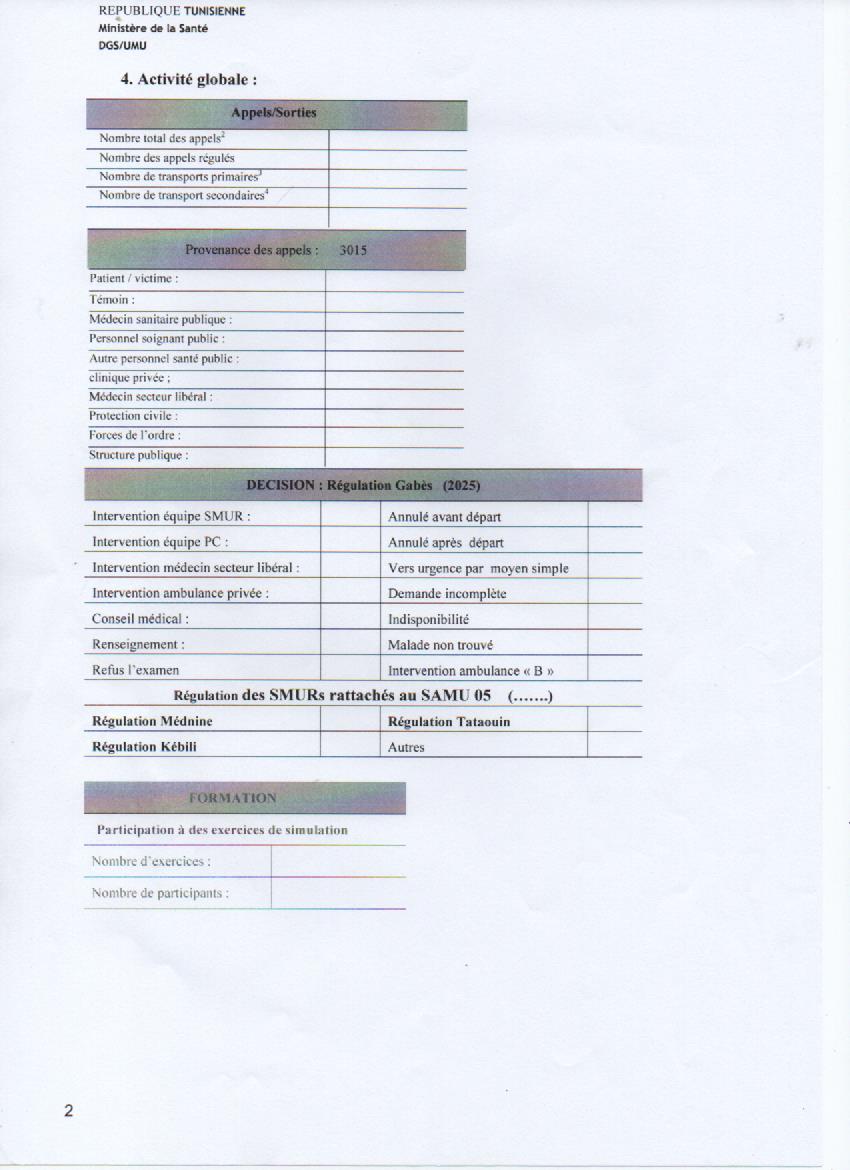 REPUBLIQUE TUNISIENNE
Ministère de la Santé
DGS/UMU
4. Activité globale :
Appels/Sorties
Nombre total des appels²
Nombre des appels régulés
Nombre de transports primaires³
Nombre de transport secondaires⁴
Provenance des appels : 3015
Patient / victime :
Témoin :
Médecin sanitaire publique :
Personnel soignant public :
Autre personnel santé public :
clinique privée ;
Médecin secteur libéral :
Protection civile :
Forces de l'ordre :
Structure publique :
DECISION : Régulation Gabès (2025)
Intervention équipe SMUR : Annulé avant départ
Intervention équipe PC : Annulé après départ
Intervention médecin secteur libéral : Vers urgence par moyen simple
Intervention ambulance privée : Demande incomplète
Conseil médical : Indisponibilité
Renseignement : Malade non trouvé
Refus l'examen Intervention ambulance « B »
Régulation des SMURs rattachés au SAMU 05 (…….)
Régulation Médnine Régulation Tataouin
Régulation Kébili Autres
FORMATION
Participation à des exercices de simulation
Nombre d'exercices :
Nombre de participants :
2